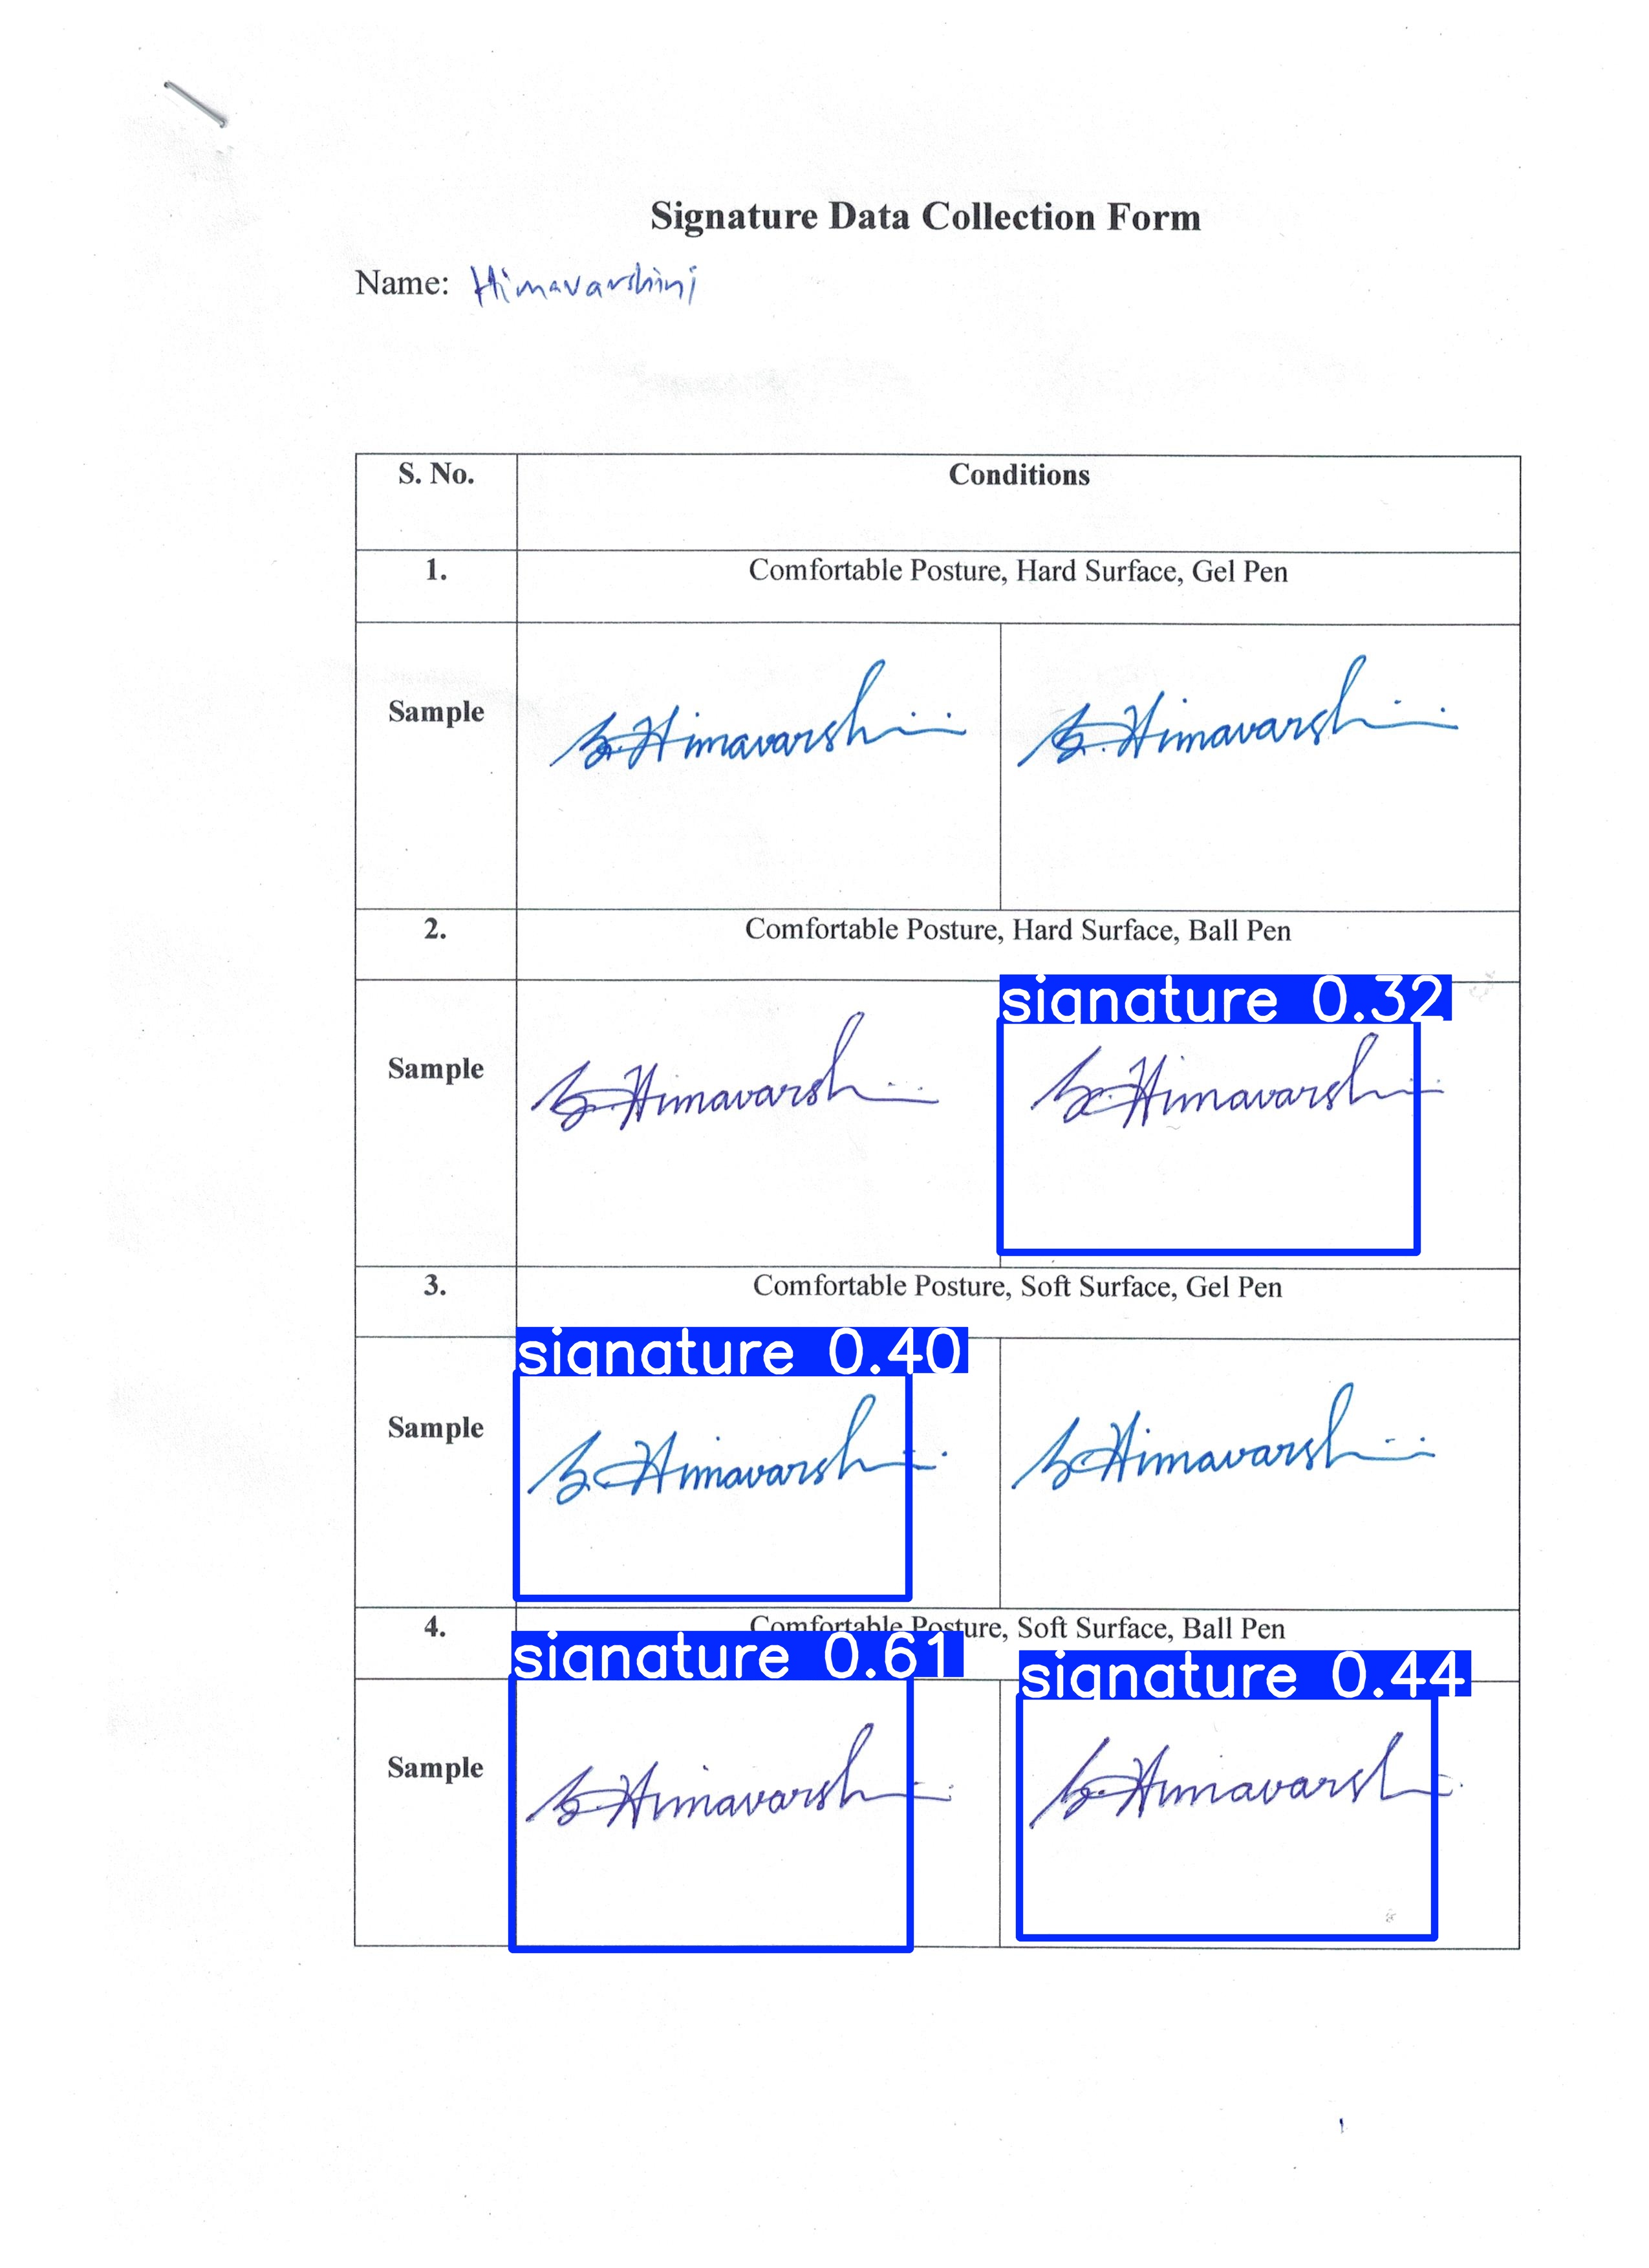 Signature Data Collection Form
Name: Himavarshini
S. No. Conditions
1. Comfortable Posture, Hard Surface, Gel Pen
Sample G. Himavarshini G. Himavarshini
2. Comfortable Posture, Hard Surface, Ball Pen
signature 0.32
Sample G. Himavarshini G. Himavarshini
3. Comfortable Posture, Soft Surface, Gel Pen
signature 0.40
Sample G. Himavarshini G. Himavarshini
4. Comfortable Posture, Soft Surface, Ball Pen
signature 0.61 signature 0.44
Sample G. Himavarshini G. Himavarshini